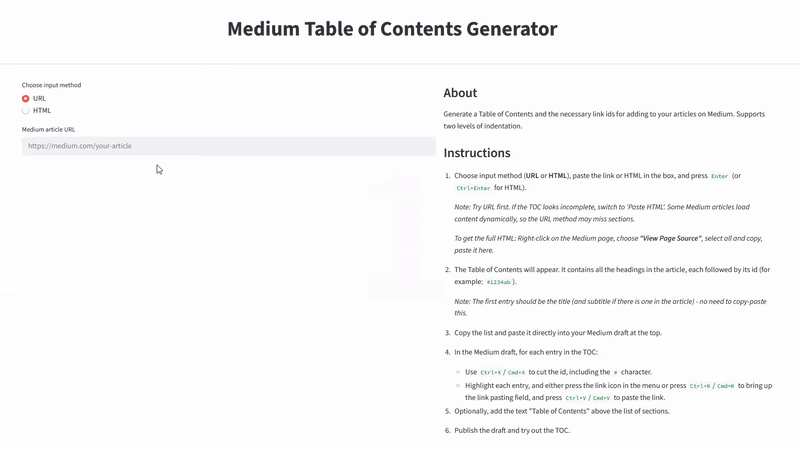 Medium Table of Contents Generator
Choose input method
URL
HTML
Medium article URL
https://medium.com/your-article
About
Generate a Table of Contents and the necessary link ids for adding to your articles on Medium. Supports
two levels of indentation.
Instructions
1. Choose input method (URL or HTML), paste the link or HTML in the box, and press Enter (or
Ctrl+Enter for HTML).
Note: Try URL first. If the TOC looks incomplete, switch to 'Paste HTML'. Some Medium articles load
content dynamically, so the URL method may miss sections.
To get the full HTML: Right-click on the Medium page, choose "View Page Source", select all and copy,
paste it here.
2. The Table of Contents will appear. It contains all the headings in the article, each followed by its id (for
example: #1234ab).
Note: The first entry should be the title (and subtitle if there is one in the article) - no need to copy-paste
this.
3. Copy the list and paste it directly into your Medium draft at the top.
4. In the Medium draft, for each entry in the TOC:
Use Ctrl+X / Cmd+X to cut the id, including the # character.
Highlight each entry, and either press the link icon in the menu or press Ctrl+K / Cmd+K to bring up
the link pasting field, and press Ctrl+V / Cmd+V to paste the link.
5. Optionally, add the text "Table of Contents" above the list of sections.
6. Publish the draft and try out the TOC.